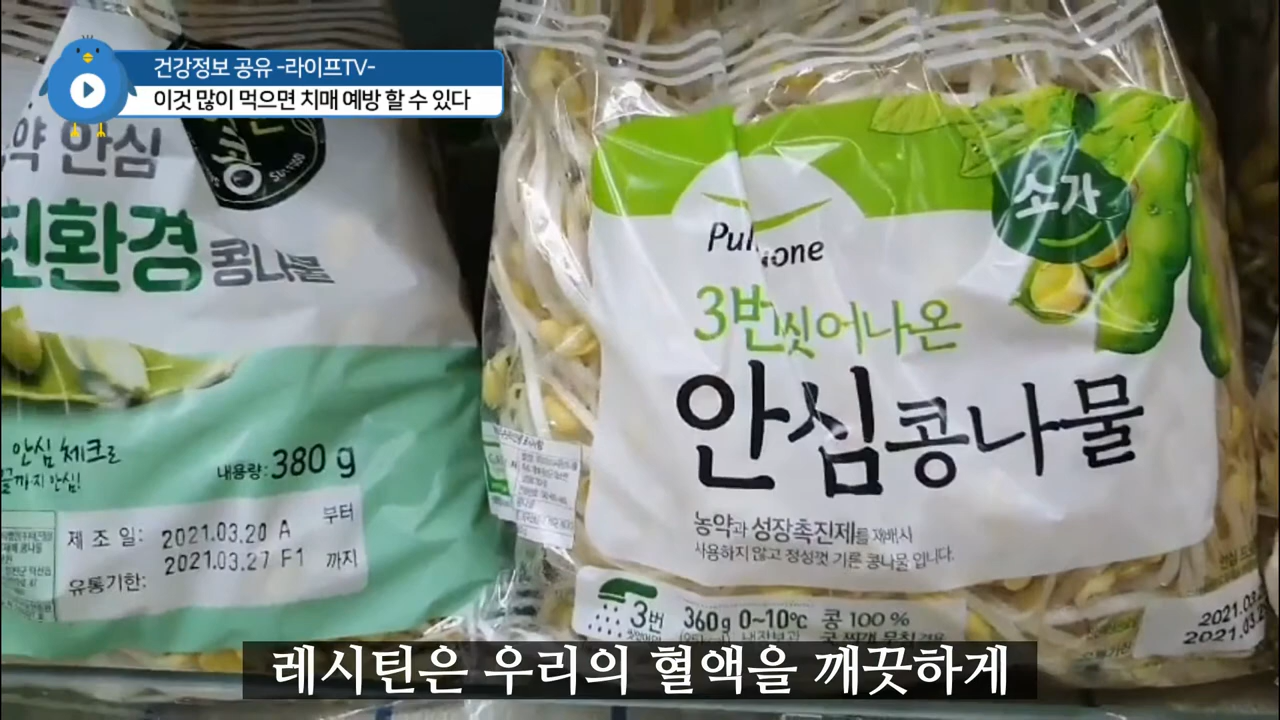 건강정보 공유 -라이프TV-
이것 많이 먹으면 치매 예방 할 수 있다
약 안심
콩
친환경 콩나물
안심 체크로
끝까지 안심!
내용량: 380 g
제 조 일: 2021.03.20 A 부터
유통기한: 2021.03.27 F1 까지
소가
Pulmuone
3번 씻어나온
안심콩나물
농약과 성장촉진제를 재배시
사용하지 않고 정성껏 기른 콩나물 입니다.
3번
360g 0~10℃ 콩 100 %
레시틴은 우리의 혈액을 깨끗하게